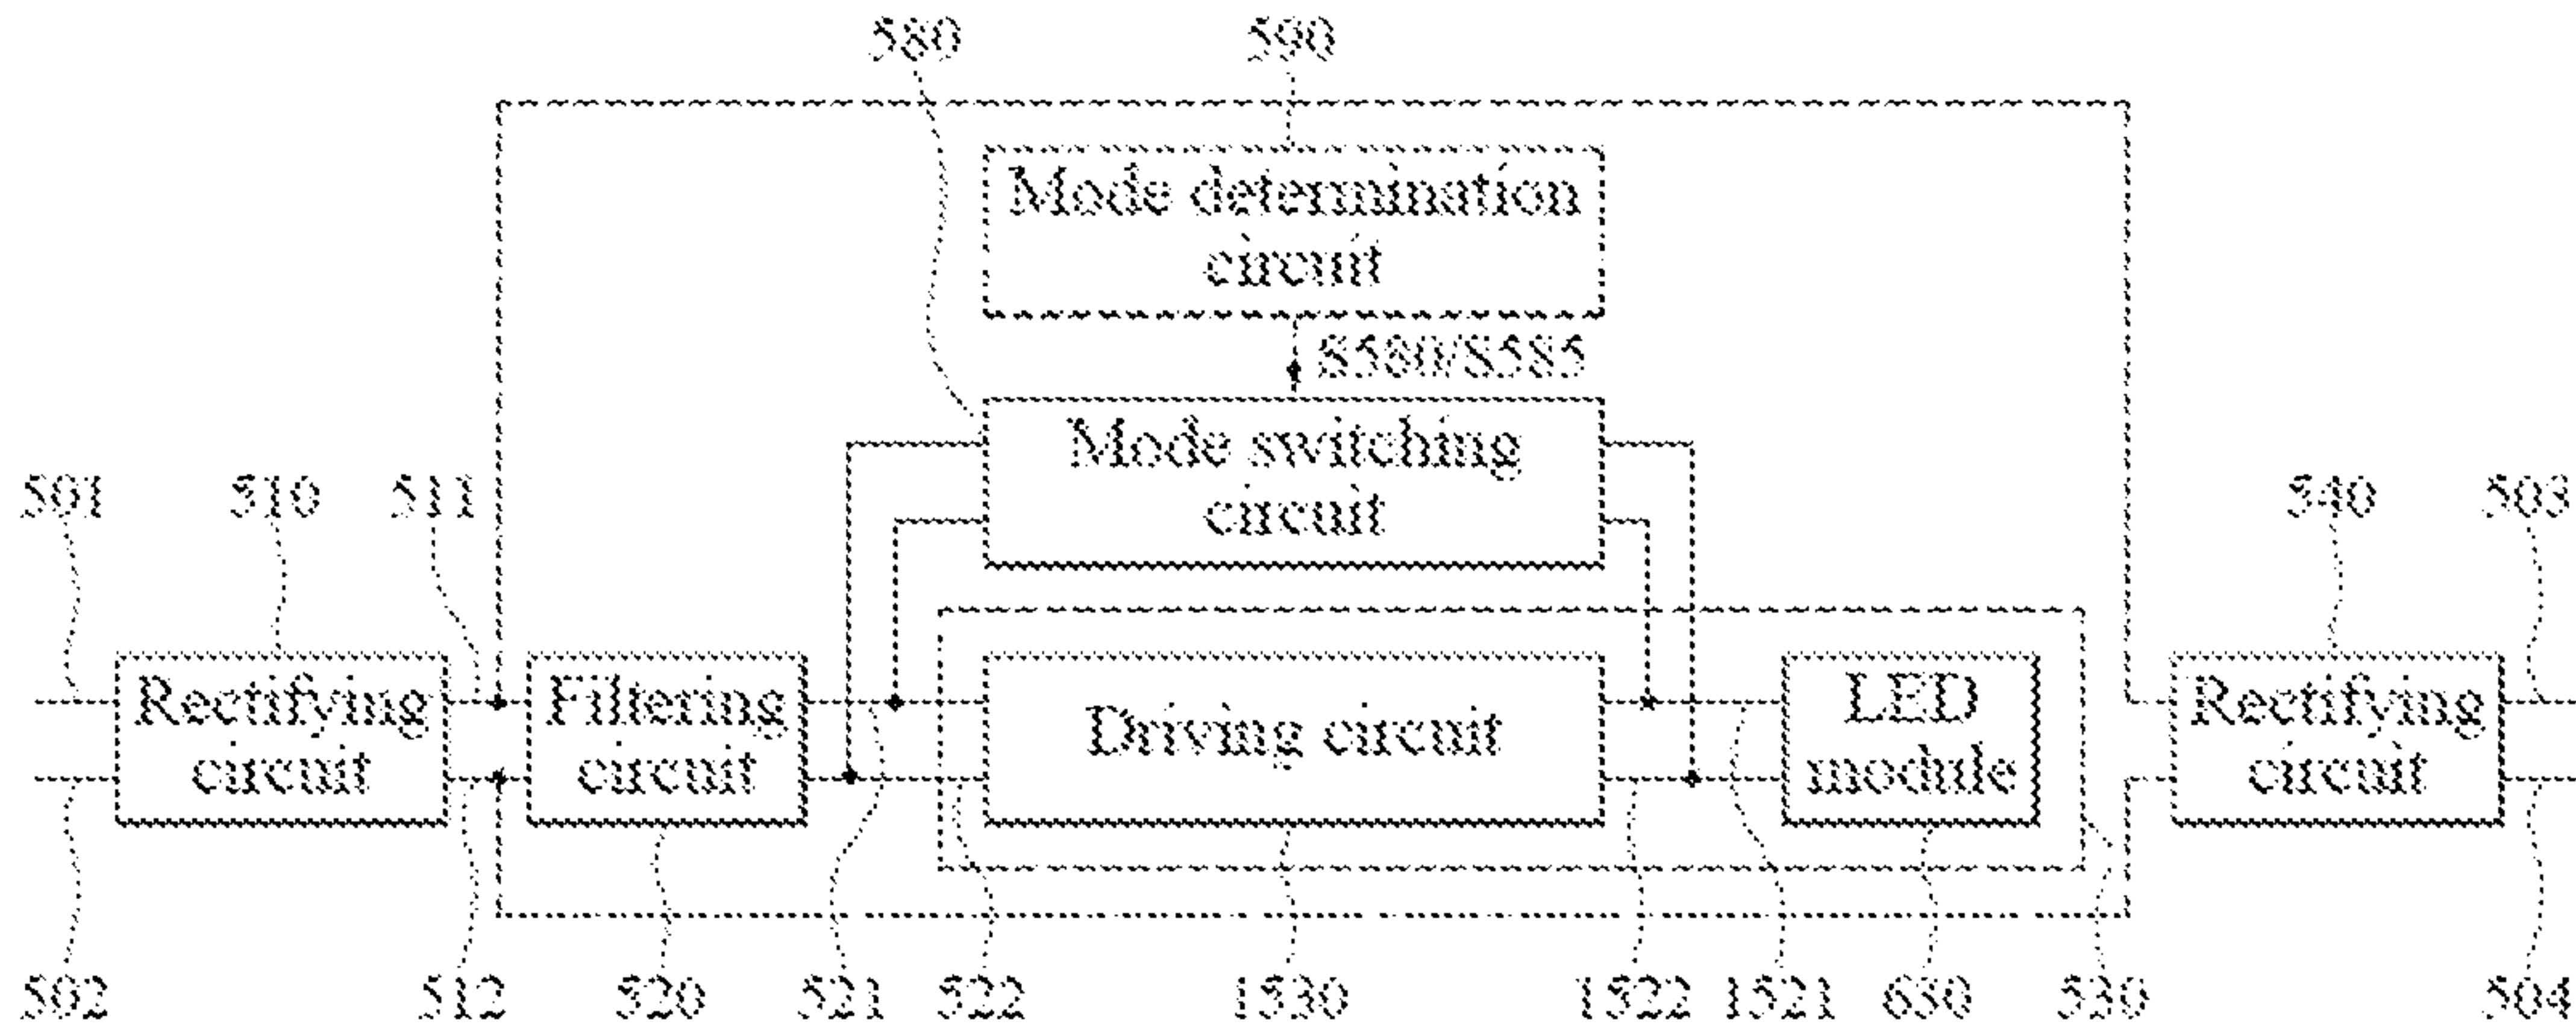 580
590
Mode determination
circuit
S580/S585
Mode switching
circuit
501
510
511
540
503
Rectifying
circuit
Filtering
circuit
Driving circuit
LED
module
Rectifying
circuit
502
512
520
521
522
1530
1522
1521
630
530
504